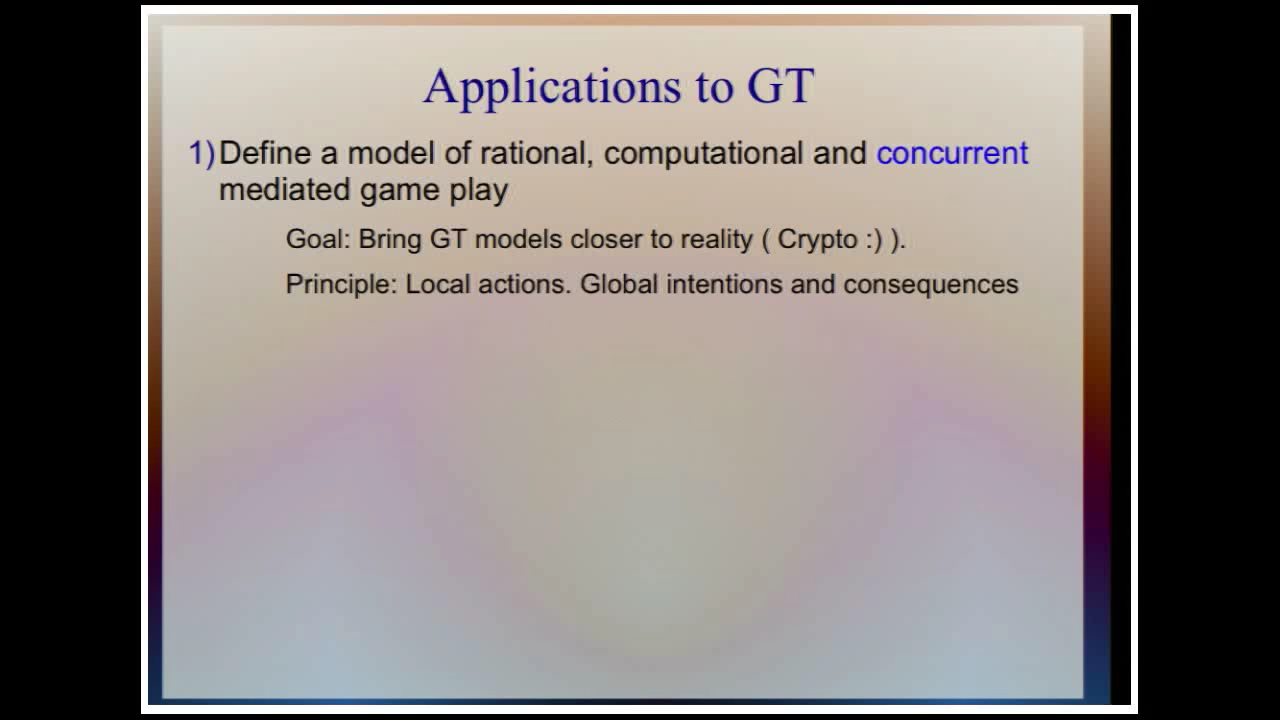 Applications to GT
1) Define a model of rational, computational and concurrent
mediated game play
Goal: Bring GT models closer to reality ( Crypto :) ).
Principle: Local actions. Global intentions and consequences